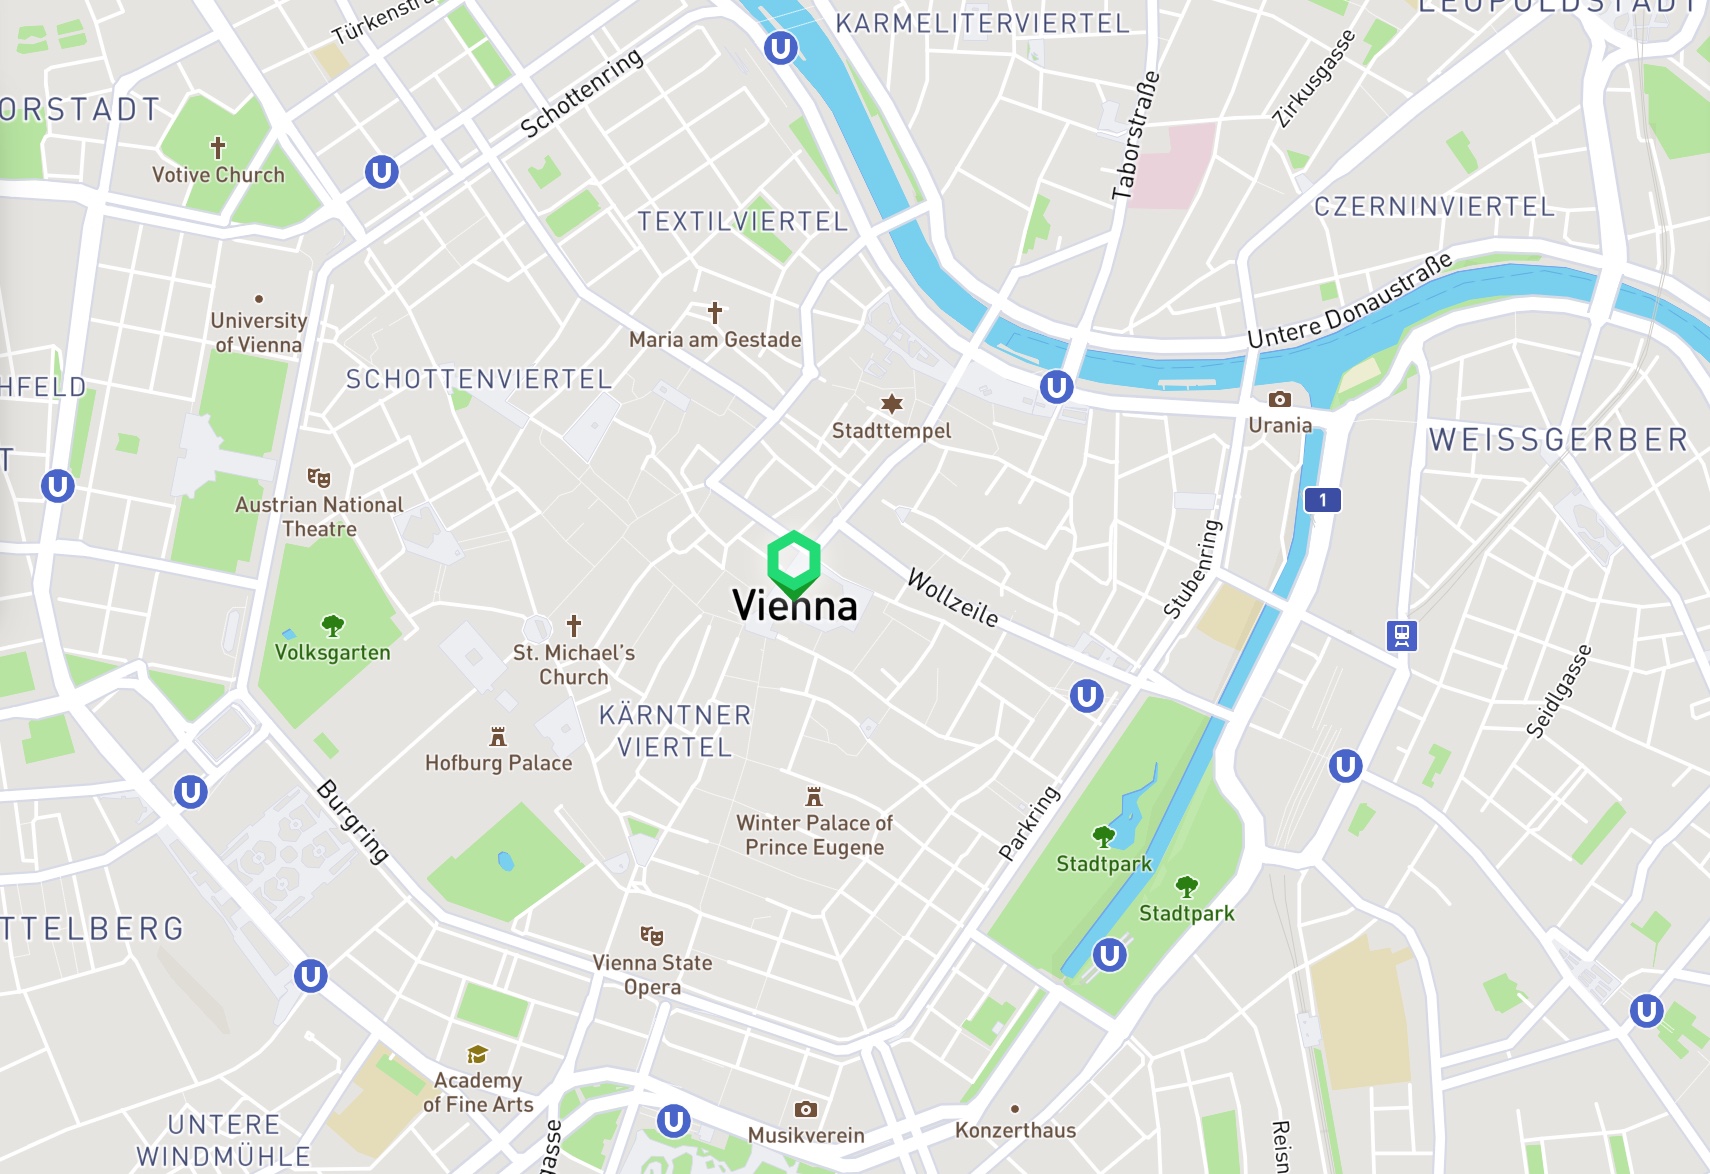 KARMELITERVIERTEL
LEOPOLDSTADT
Türkenstra
Schottenring
Zirkusgasse
Taborstraße
ORSTADT
Votive Church
TEXTILVIERTEL
CZERNINVIERTEL
University
of Vienna
Maria am Gestade
Untere Donaustraße
HFELD
SCHOTTENVIERTEL
Stadttempel
Urania
WEISSGERBER
T
Austrian National
Theatre
1
Stubenring
Wollzeile
Vienna
Volksgarten
St. Michael's
Church
Seidlgasse
KÄRNTNER
VIERTEL
Hofburg Palace
Burgring
Winter Palace of
Prince Eugene
Parkring
Stadtpark
Stadtpark
TTELBERG
Vienna State
Opera
Academy
of Fine Arts
UNTERE
WINDMÜHLE
gasse
Musikverein
Konzerthaus
Reisn
U
U
U
U
U
U
U
U
U
U
U